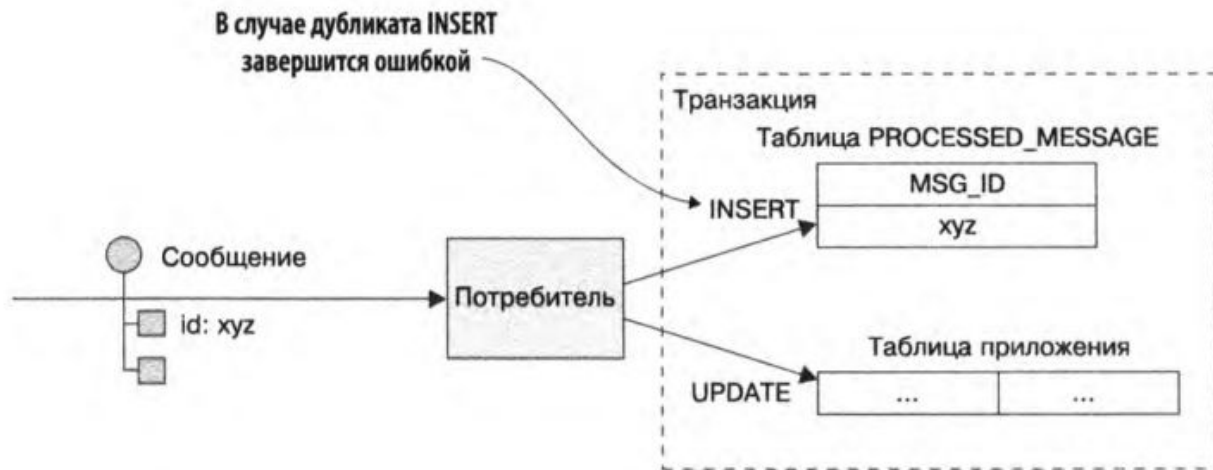 В случае дубликата INSERT
завершится ошибкой
Транзакция
Таблица PROCESSED_MESSAGE
MSG_ID
INSERT
xyz
Сообщение
Потребитель
id: xyz
Таблица приложения
UPDATE
...
...